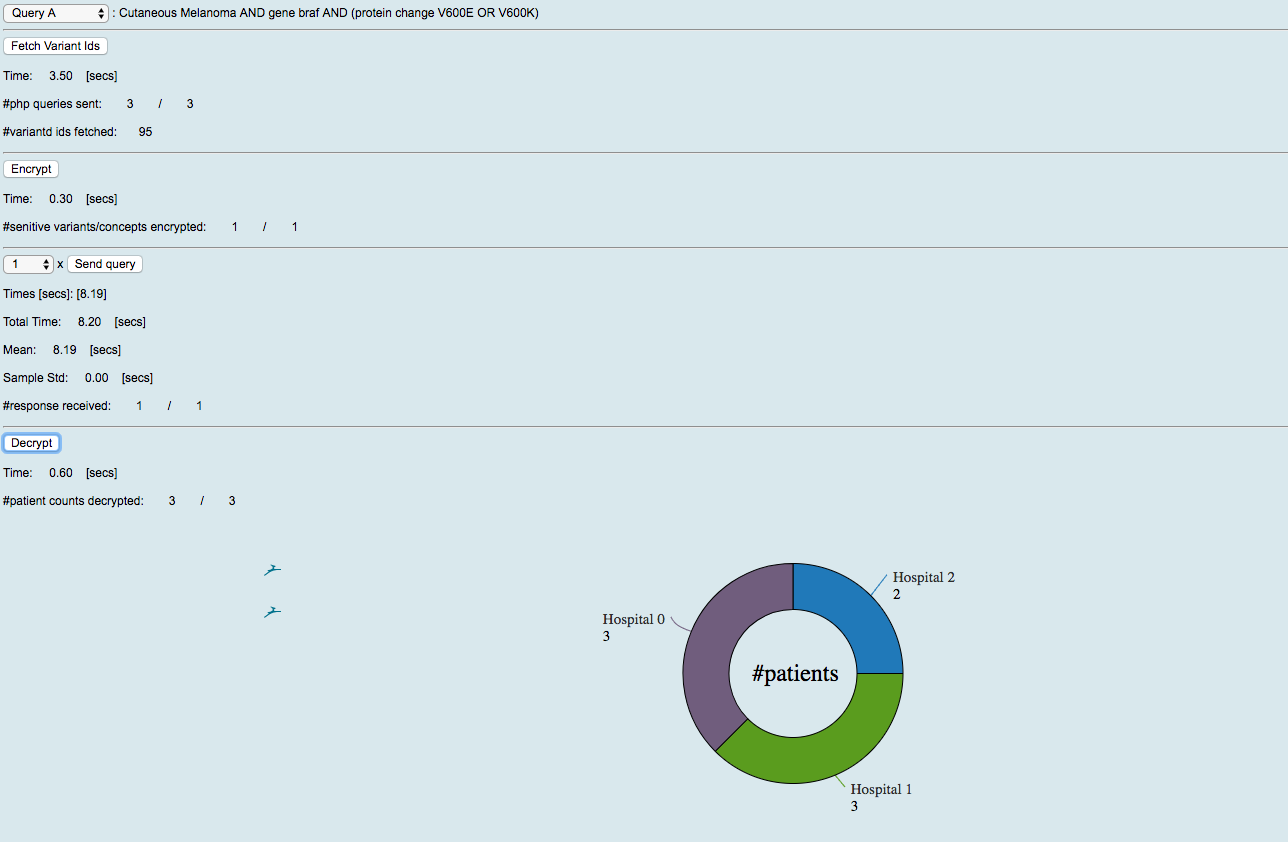 Query A : Cutaneous Melanoma AND gene braf AND (protein change V600E OR V600K)
Fetch Variant Ids
Time: 3.50 [secs]
#php queries sent: 3 / 3
#variantd ids fetched: 95
Encrypt
Time: 0.30 [secs]
#senitive variants/concepts encrypted: 1 / 1
1 x Send query
Times [secs]: [8.19]
Total Time: 8.20 [secs]
Mean: 8.19 [secs]
Sample Std: 0.00 [secs]
#response received: 1 / 1
Decrypt
Time: 0.60 [secs]
#patient counts decrypted: 3 / 3
Hospital 2
2
Hospital 0
3
#patients
Hospital 1
3